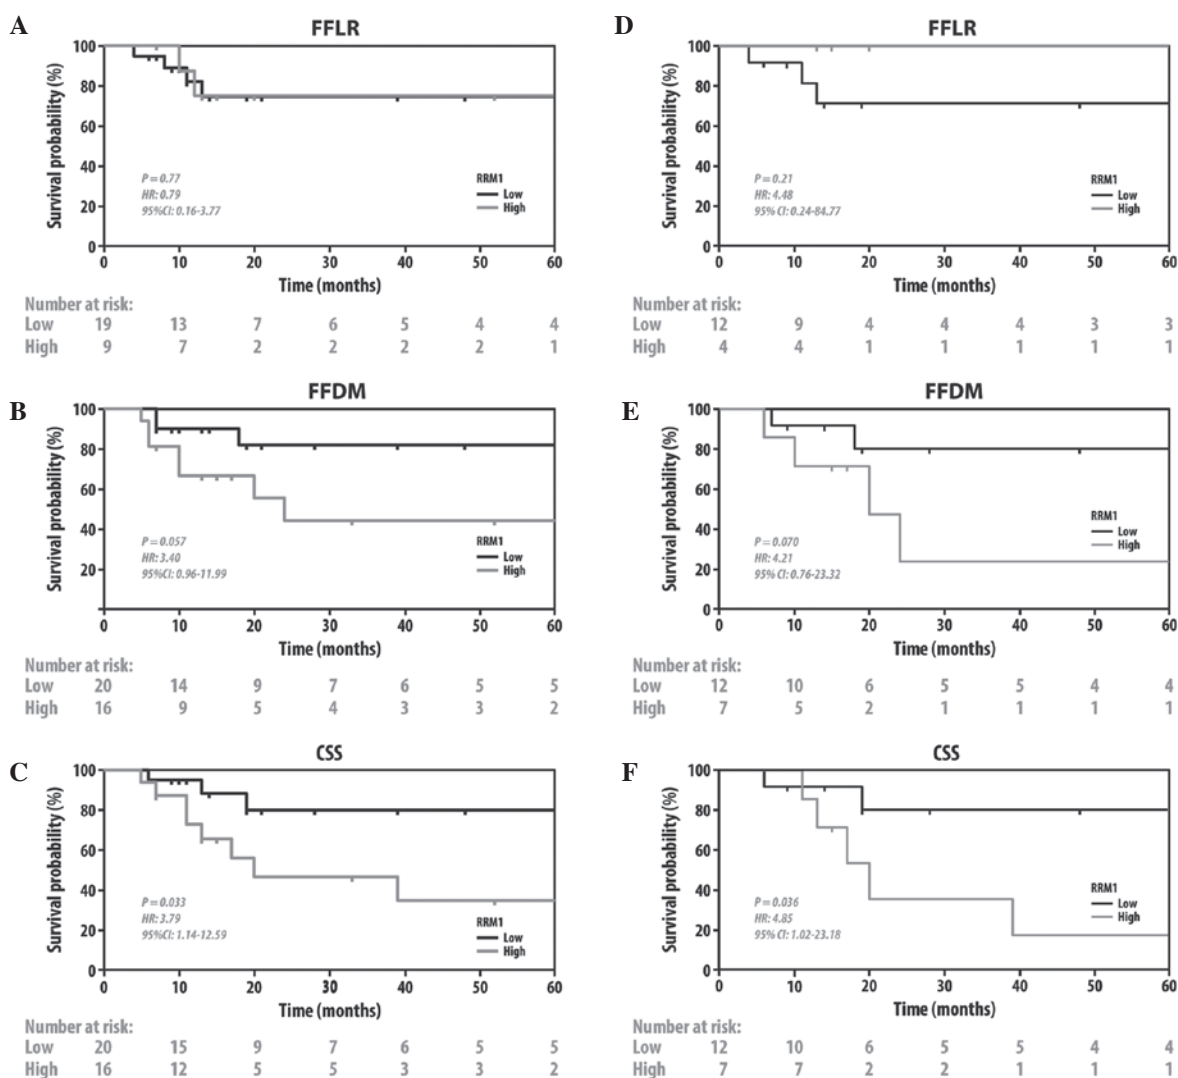 A
FFLR
Survival probability (%)
100
80
60
40
20
0
P = 0.77
HR: 0.79
95%CI: 0.16-3.77
RRM1
Low
High
0 10 20 30 40 50 60
Time (months)
Number at risk:
Low 19 13 7 6 5 4 4
High 9 7 2 2 2 2 1
D
FFLR
Survival probability (%)
100
80
60
40
20
0
P = 0.21
HR: 4.48
95% CI: 0.24-84.77
RRM1
Low
High
0 10 20 30 40 50 60
Time (months)
Number at risk:
Low 12 9 4 4 4 3 3
High 4 4 1 1 1 1 1
B
FFDM
Survival probability (%)
100
80
60
40
20
P = 0.057
HR: 3.40
95%CI: 0.96-11.99
RRM1
Low
High
0 10 20 30 40 50 60
Time (months)
Number at risk:
Low 20 14 9 7 6 5 5
High 16 9 5 4 3 3 2
E
FFDM
Survival probability (%)
100
80
60
40
20
0
P = 0.070
HR: 4.21
95% CI: 0.76-23.32
RRM1
Low
High
0 10 20 30 40 50 60
Time (months)
Number at risk:
Low 12 10 6 5 5 4 4
High 7 5 2 1 1 1 1
C
CSS
Survival probability (%)
100
80
60
40
20
0
P = 0.033
HR: 3.79
95%CI: 1.14-12.59
RRM1
Low
High
0 10 20 30 40 50 60
Time (months)
Number at risk:
Low 20 15 9 7 6 5 5
High 16 12 5 5 3 3 2
F
CSS
Survival probability (%)
100
80
60
40
20
0
P = 0.036
HR: 4.85
95% CI: 1.02-23.18
RRM1
Low
High
0 10 20 30 40 50 60
Time (months)
Number at risk:
Low 12 10 6 5 5 4 4
High 7 7 2 2 1 1 1